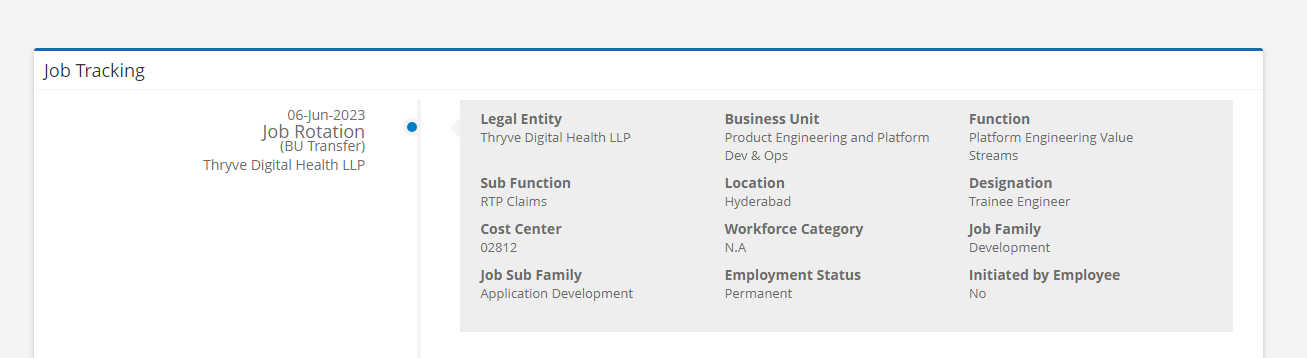 Job Tracking
06-Jun-2023
Job Rotation
(BU Transfer)
Thryve Digital Health LLP
Legal Entity
Thryve Digital Health LLP
Business Unit
Product Engineering and Platform
Dev & Ops
Function
Platform Engineering Value
Streams
Sub Function
RTP Claims
Location
Hyderabad
Designation
Trainee Engineer
Cost Center
02812
Workforce Category
N.A
Job Family
Development
Job Sub Family
Application Development
Employment Status
Permanent
Initiated by Employee
No